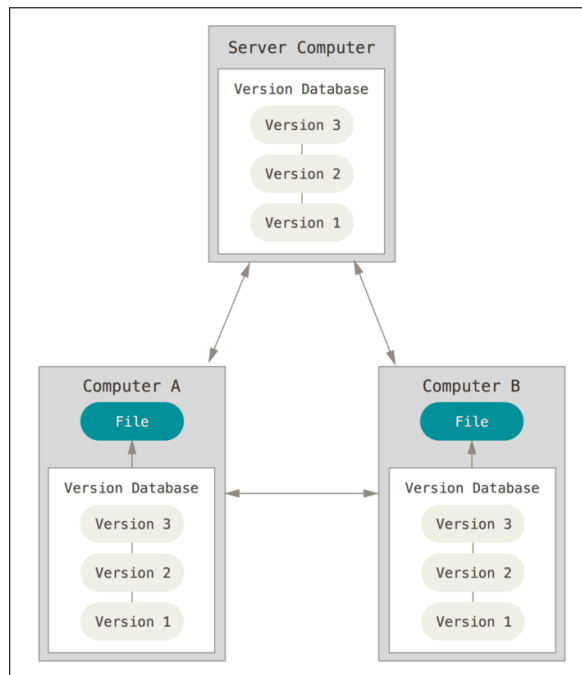 Server Computer
Version Database
Version 3
Version 2
Version 1
Computer A
File
Version Database
Version 3
Version 2
Version 1
Computer B
File
Version Database
Version 3
Version 2
Version 1